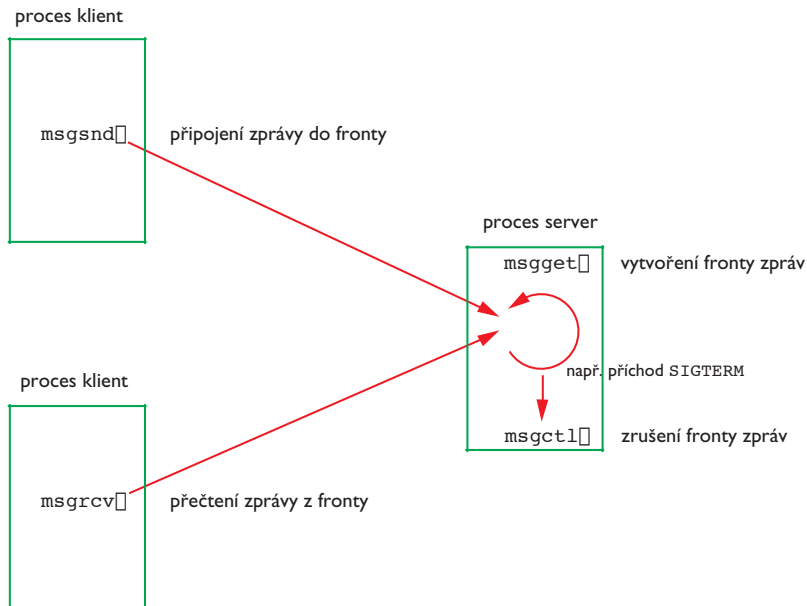 proces klient
msgsnd▯ připojení zprávy do fronty
proces server
msgget▯ vytvoření fronty zpráv
např. příchod SIGTERM
proces klient
msgctl▯ zrušení fronty zpráv
msgrcv▯ přečtení zprávy z fronty